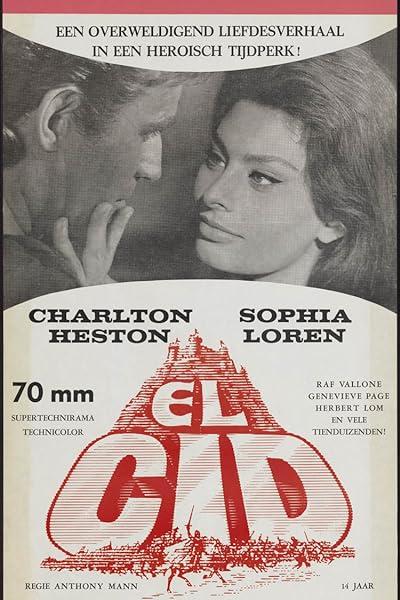 EEN OVERWELDIGEND LIEFDESVERHAAL
IN EEN HEROISCH TIJDPERK!
CHARLTON
HESTON
SOPHIA
LOREN
70 mm
SUPERTECHNIRAMA
TECHNICOLOR
EL
CID
RAF VALLONE
GENEVIEVE PAGE
HERBERT LOM
EN VELE
TIENDUIZENDEN!
REGIE ANTHONY MANN
14 JAAR